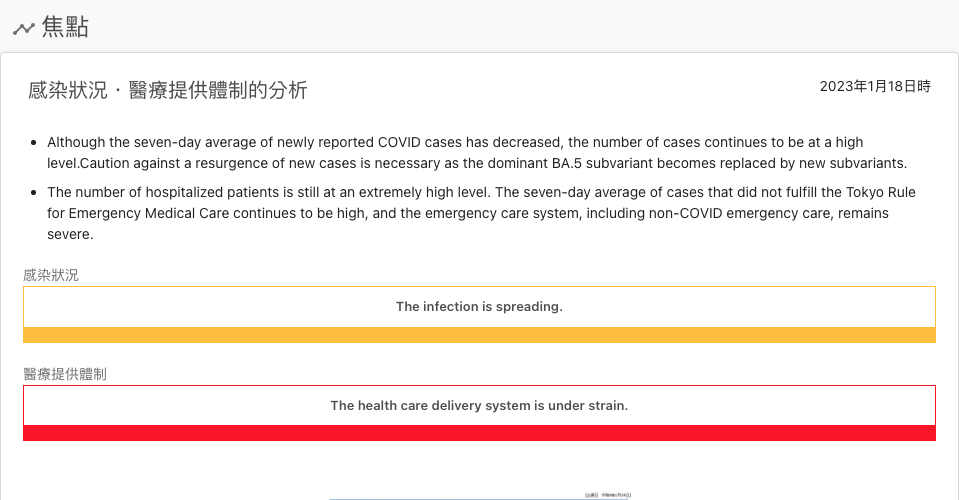 焦點
感染狀況・醫療提供體制的分析
2023年1月18日時
Although the seven-day average of newly reported COVID cases has decreased, the number of cases continues to be at a high
level.Caution against a resurgence of new cases is necessary as the dominant BA.5 subvariant becomes replaced by new subvariants.
The number of hospitalized patients is still at an extremely high level. The seven-day average of cases that did not fulfill the Tokyo Rule
for Emergency Medical Care continues to be high, and the emergency care system, including non-COVID emergency care, remains
severe.
感染狀況
The infection is spreading.
醫療提供體制
The health care delivery system is under strain.